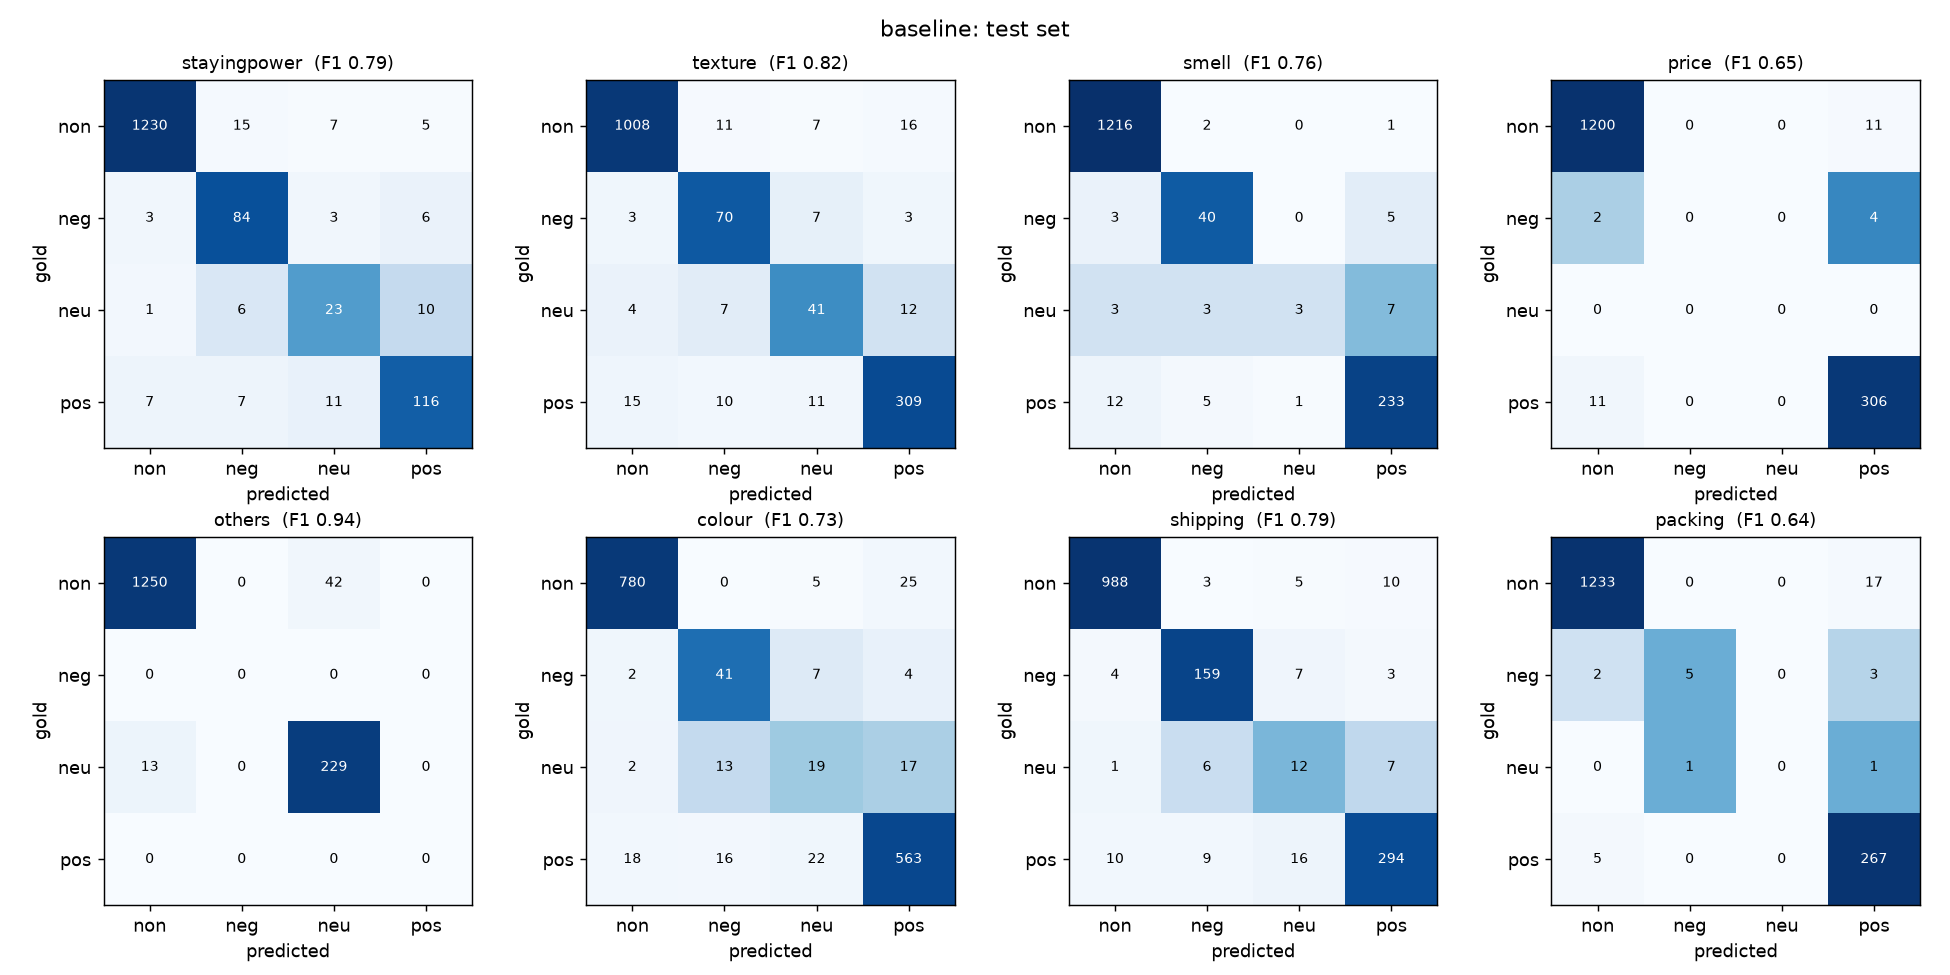 baseline: test set
stayingpower (F1 0.79)
non 1230 15 7 5
neg 3 84 3 6
neu 1 6 23 10
pos 7 7 11 116
non neg neu pos
predicted
gold
texture (F1 0.82)
non 1008 11 7 16
neg 3 70 7 3
neu 4 7 41 12
pos 15 10 11 309
non neg neu pos
predicted
gold
smell (F1 0.76)
non 1216 2 0 1
neg 3 40 0 5
neu 3 3 3 7
pos 12 5 1 233
non neg neu pos
predicted
gold
price (F1 0.65)
non 1200 0 0 11
neg 2 0 0 4
neu 0 0 0 0
pos 11 0 0 306
non neg neu pos
predicted
gold
others (F1 0.94)
non 1250 0 42 0
neg 0 0 0 0
neu 13 0 229 0
pos 0 0 0 0
non neg neu pos
predicted
gold
colour (F1 0.73)
non 780 0 5 25
neg 2 41 7 4
neu 2 13 19 17
pos 18 16 22 563
non neg neu pos
predicted
gold
shipping (F1 0.79)
non 988 3 5 10
neg 4 159 7 3
neu 1 6 12 7
pos 10 9 16 294
non neg neu pos
predicted
gold
packing (F1 0.64)
non 1233 0 0 17
neg 2 5 0 3
neu 0 1 0 1
pos 5 0 0 267
non neg neu pos
predicted
gold